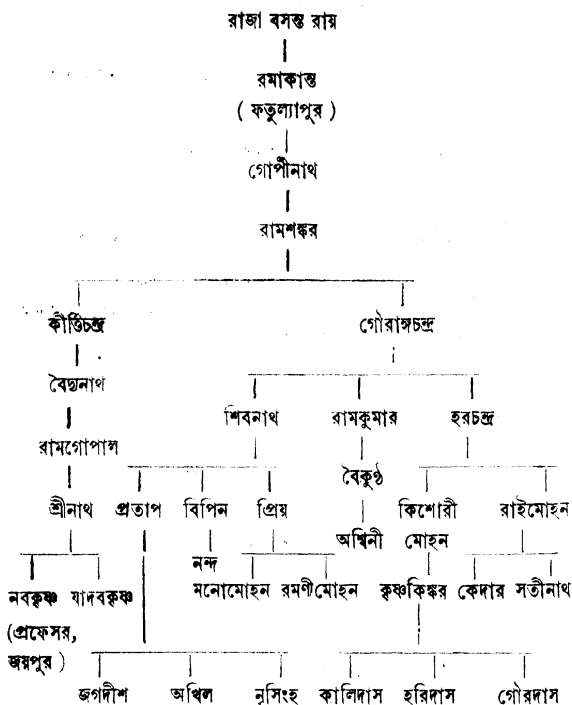 রাজা বসন্ত রায়
রমাকান্ত
( ফতুল্যাপুর )
গোপীনাথ
রামশঙ্কর
কীর্ত্তিচন্দ্র গৌরাঙ্গচন্দ্র
বৈদ্যনাথ
শিবনাথ রামকুমার হরচন্দ্র
রামগোপাল
বৈকুণ্ঠ
শ্রীনাথ প্রতাপ বিপিন প্রিয় কিশোরী রাইমোহন
অশ্বিনী মোহন
নন্দ
নবকৃষ্ণ যাদবকৃষ্ণ মনোমোহন রমণীমোহন কৃষ্ণকিঙ্কর কেদার সতীনাথ
(প্রফেসর,
জয়পুর )
জগদীশ অখিল নৃসিংহ কালিদাস হরিদাস গৌরদাস